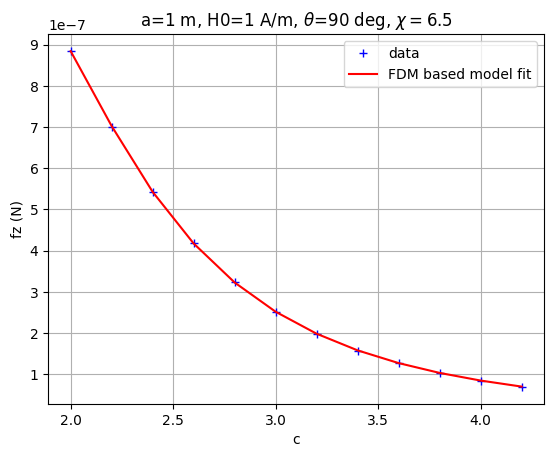 a=1 m, H0=1 A/m, θ=90 deg, χ = 6.5
1e−7
data
FDM based model fit
9
8
7
6
5
4
3
2
1
fz (N)
2.0 2.5 3.0 3.5 4.0
c